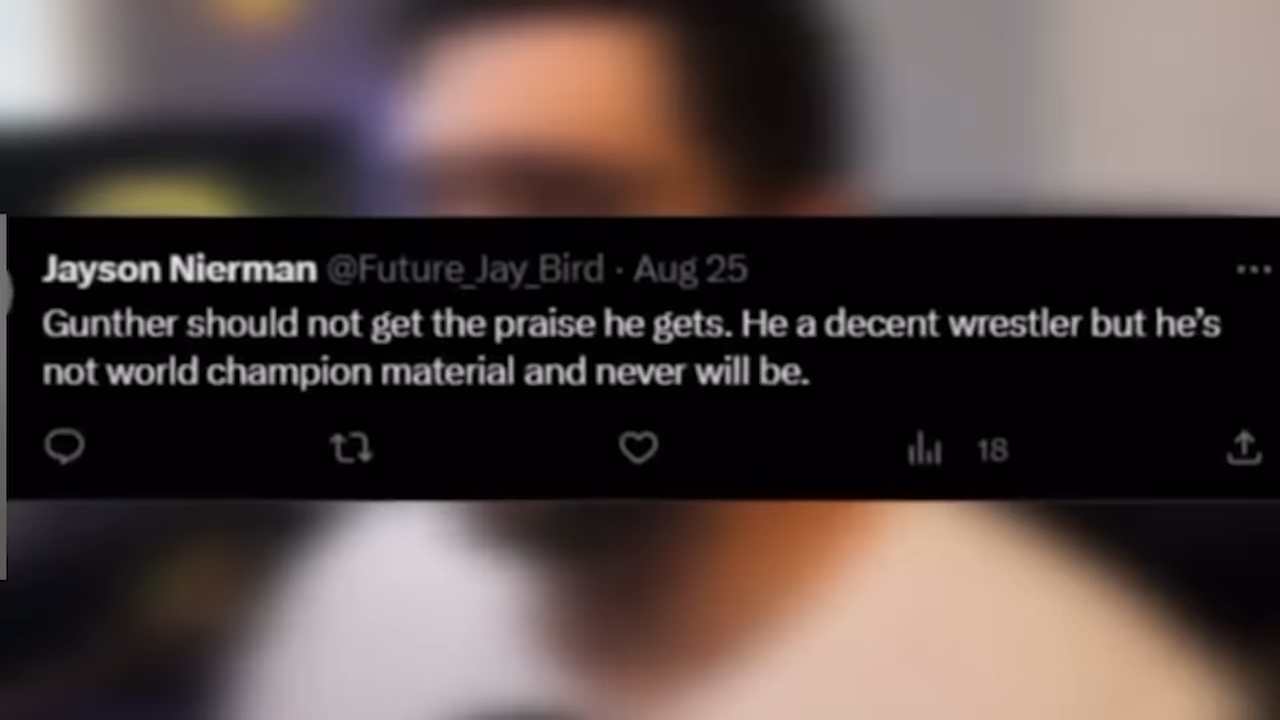 Jayson Nierman @Future_Jay_Bird · Aug 25
Gunther should not get the praise he gets. He a decent wrestler but he's
not world champion material and never will be.
18